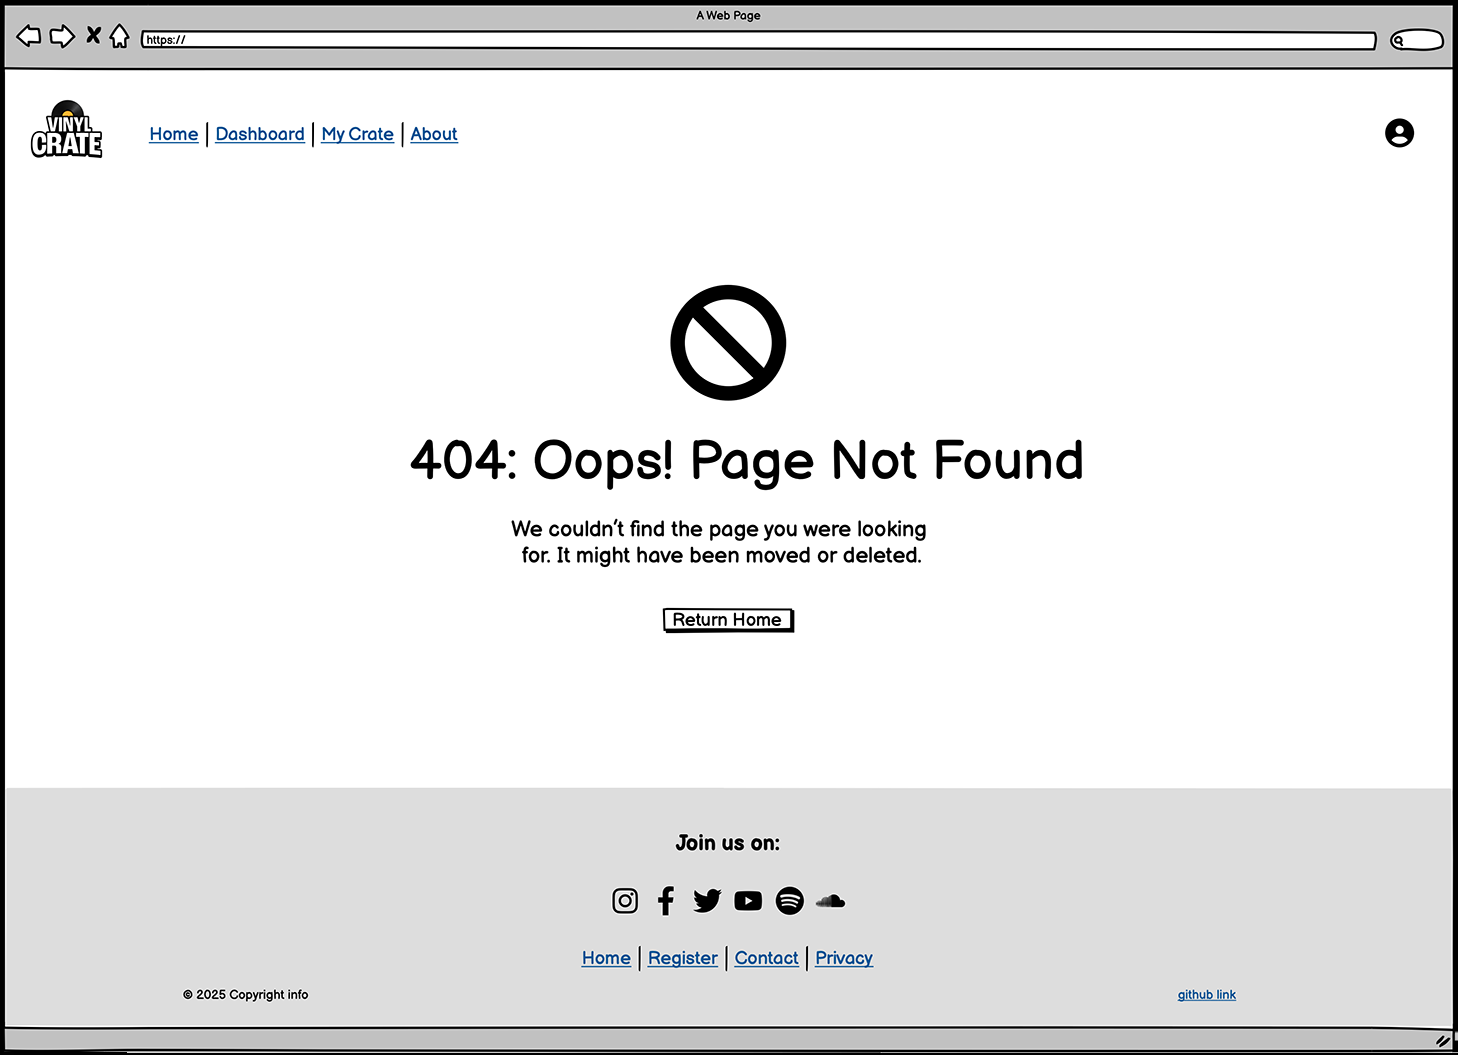 A Web Page
https://
VINYL
CRATE
Home | Dashboard | My Crate | About
404: Oops! Page Not Found
We couldn't find the page you were looking
for. It might have been moved or deleted.
Return Home
Join us on:
Home | Register | Contact | Privacy
© 2025 Copyright info
github link